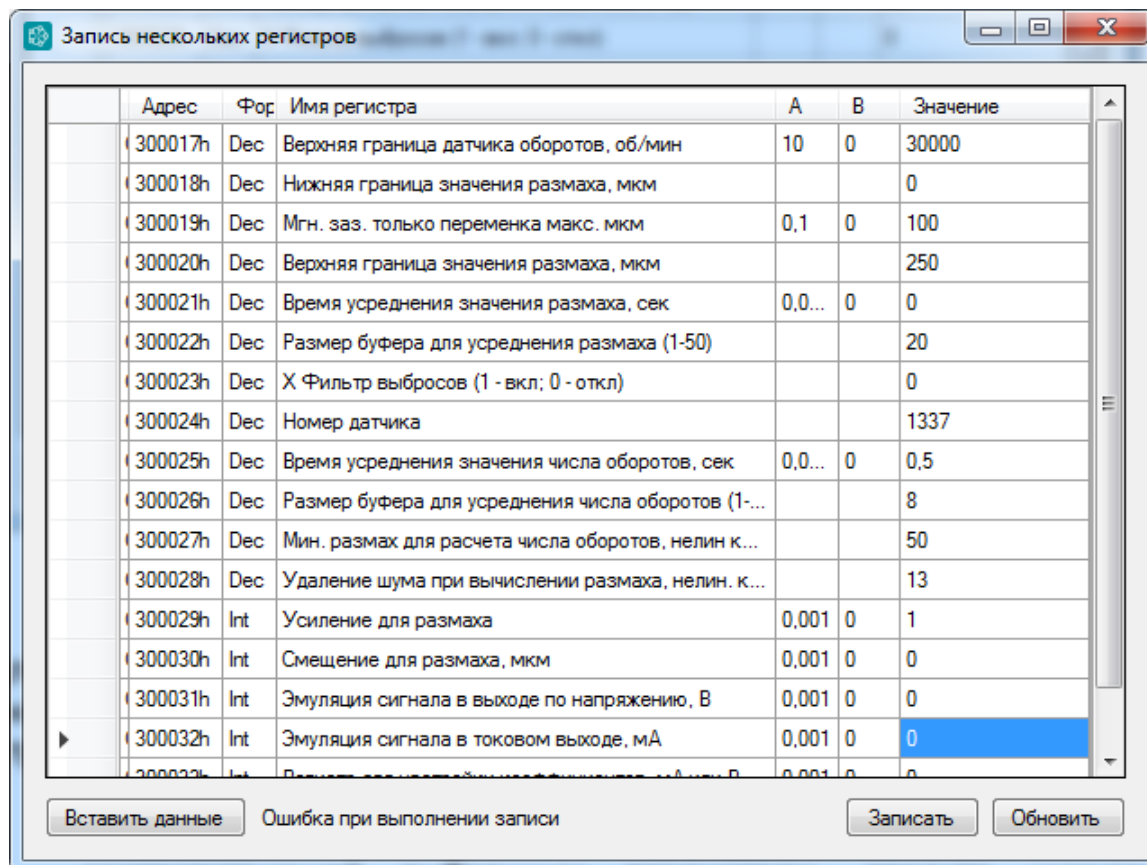 Запись нескольких регистров
Адрес Фор Имя регистра A B Значение
300017h Dec Верхняя граница датчика оборотов, об/мин 10 0 30000
300018h Dec Нижняя граница значения размаха, мкм 0
300019h Dec Мгн. заз. только переменка макс. мкм 0,1 0 100
300020h Dec Верхняя граница значения размаха, мкм 250
300021h Dec Время усреднения значения размаха, сек 0,0... 0 0
300022h Dec Размер буфера для усреднения размаха (1-50) 20
300023h Dec X Фильтр выбросов (1 - вкл; 0 - откл) 0
300024h Dec Номер датчика 1337
300025h Dec Время усреднения значения числа оборотов, сек 0,0... 0 0,5
300026h Dec Размер буфера для усреднения числа оборотов (1-... 8
300027h Dec Мин. размах для расчета числа оборотов, нелин к... 50
300028h Dec Удаление шума при вычислении размаха, нелин. к... 13
300029h Int Усиление для размаха 0,001 0 1
300030h Int Смещение для размаха, мкм 0,001 0 0
300031h Int Эмуляция сигнала в выходе по напряжению, В 0,001 0 0
300032h Int Эмуляция сигнала в токовом выходе, мА 0,001 0 0
Вставить данные Ошибка при выполнении записи Записать Обновить